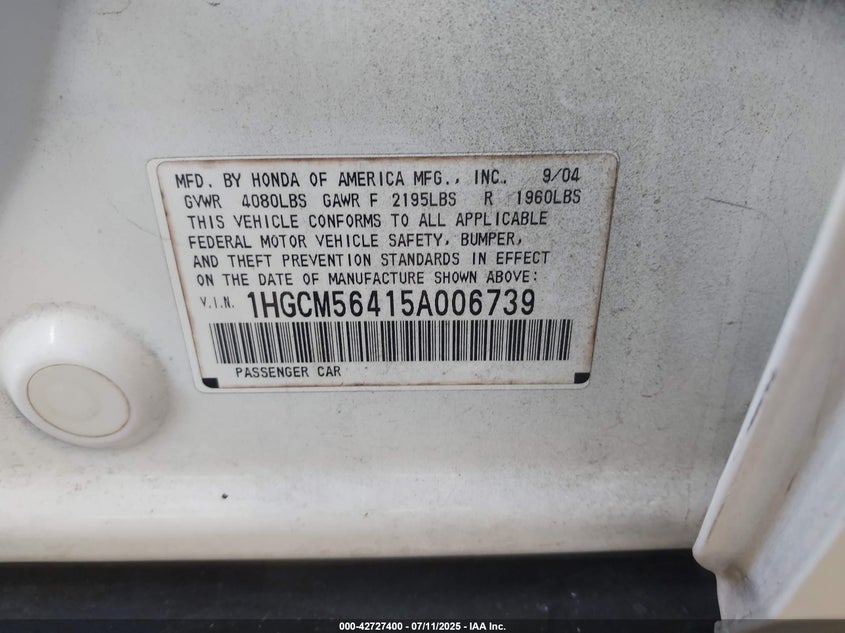 MFD. BY HONDA OF AMERICA MFG., INC. 9/04
GVWR 4080LBS GAWR F 2195LBS R 1960LBS
THIS VEHICLE CONFORMS TO ALL APPLICABLE
FEDERAL MOTOR VEHICLE SAFETY, BUMPER,
AND THEFT PREVENTION STANDARDS IN EFFECT
ON THE DATE OF MANUFACTURE SHOWN ABOVE:
V.I.N. 1HGCM56415A006739
PASSENGER CAR
000-42727400 - 07/11/2025 - IAA Inc.